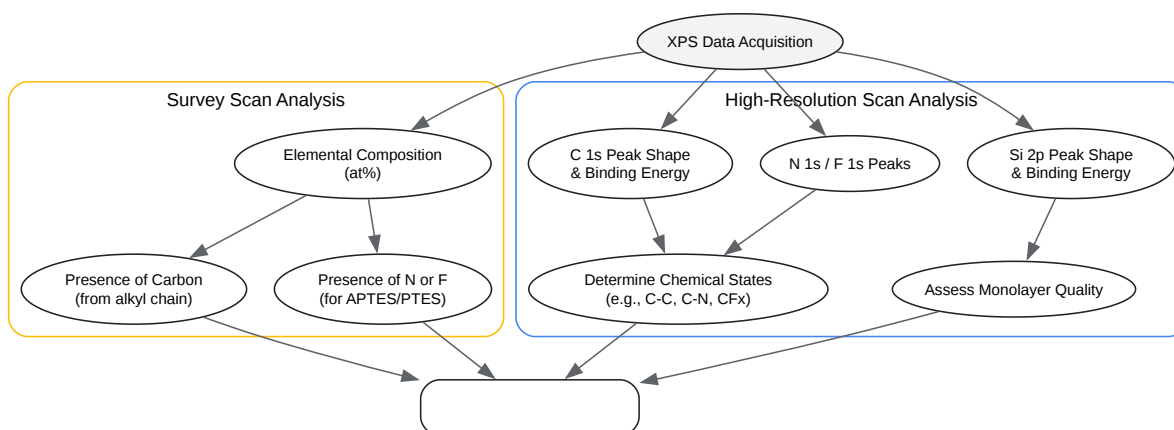 XPS Data Acquisition
Survey Scan Analysis
High-Resolution Scan Analysis
Elemental Composition
(at%)
C 1s Peak Shape
& Binding Energy
N 1s / F 1s Peaks
Si 2p Peak Shape
& Binding Energy
Presence of Carbon
(from alkyl chain)
Presence of N or F
(for APTES/PTES)
Determine Chemical States
(e.g., C-C, C-N, CFx)
Assess Monolayer Quality